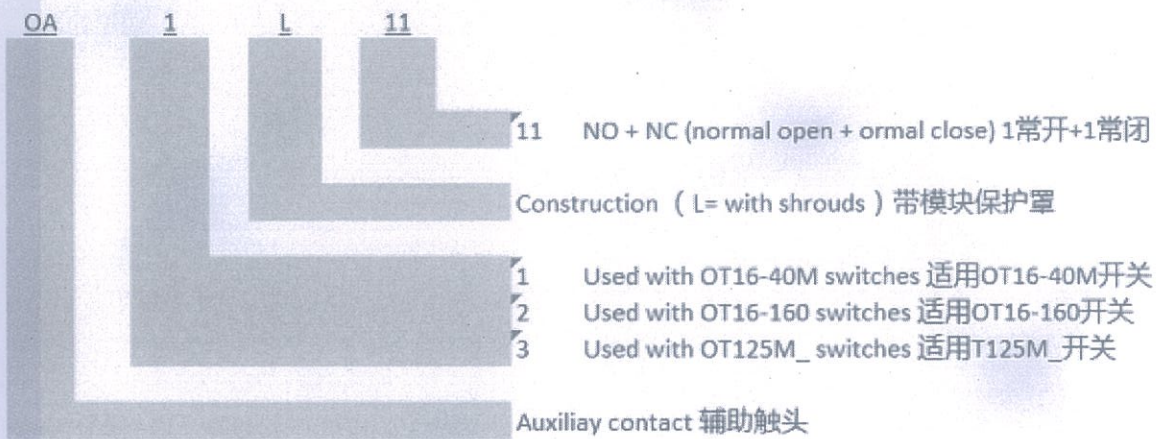 OA 1 L 11
11 NO + NC (normal open + ormal close) 1常开+1常闭
Construction （ L= with shrouds ）带模块保护罩
1 Used with OT16-40M switches 适用OT16-40M开关
2 Used with OT16-160 switches 适用OT16-160开关
3 Used with OT125M_ switches 适用T125M_开关
Auxiliay contact 辅助触头